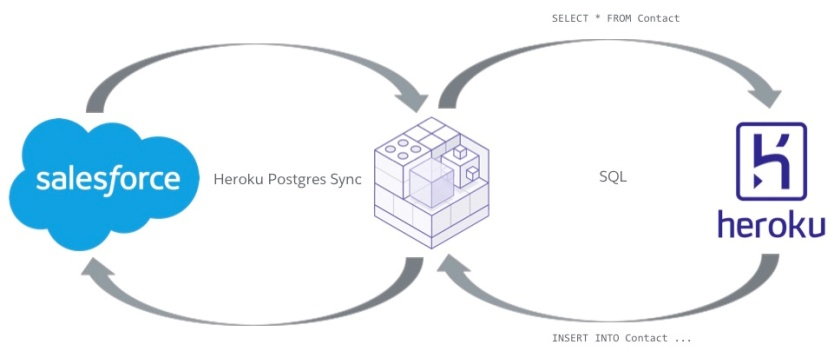 SELECT * FROM Contact
salesforce
Heroku Postgres Sync
SQL
heroku
INSERT INTO Contact ...